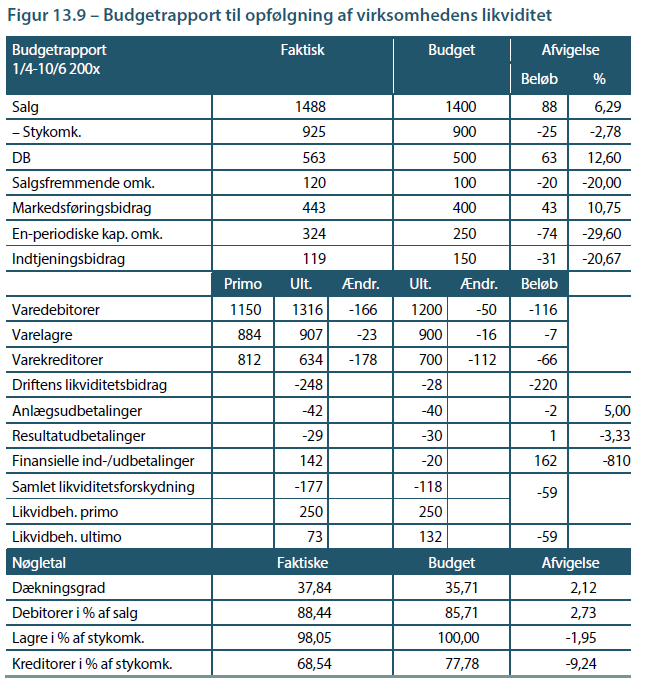 Figur 13.9 – Budgetrapport til opfølgning af virksomhedens likviditet
Budgetrapport Faktisk Budget Afvigelse
1/4-10/6 200x Beløb %
Salg 1488 1400 88 6,29
– Stykomk. 925 900 -25 -2,78
DB 563 500 63 12,60
Salgsfremmende omk. 120 100 -20 -20,00
Markedsføringsbidrag 443 400 43 10,75
En-periodiske kap. omk. 324 250 -74 -29,60
Indtjeningsbidrag 119 150 -31 -20,67
Primo Ult. Ændr. Ult. Ændr. Beløb
Varedebitorer 1150 1316 -166 1200 -50 -116
Varelagre 884 907 -23 900 -16 -7
Varekreditorer 812 634 -178 700 -112 -66
Driftens likviditetsbidrag -248 -28 -220
Anlægsudbetalinger -42 -40 -2 5,00
Resultatudbetalinger -29 -30 1 -3,33
Finansielle ind-/udbetalinger 142 -20 162 -810
Samlet likviditetsforskydning -177 -118 -59
Likvidbeh. primo 250 250
Likvidbeh. ultimo 73 132 -59
Nøgletal Faktiske Budget Afvigelse
Dækningsgrad 37,84 35,71 2,12
Debitorer i % af salg 88,44 85,71 2,73
Lagre i % af stykomk. 98,05 100,00 -1,95
Kreditorer i % af stykomk. 68,54 77,78 -9,24